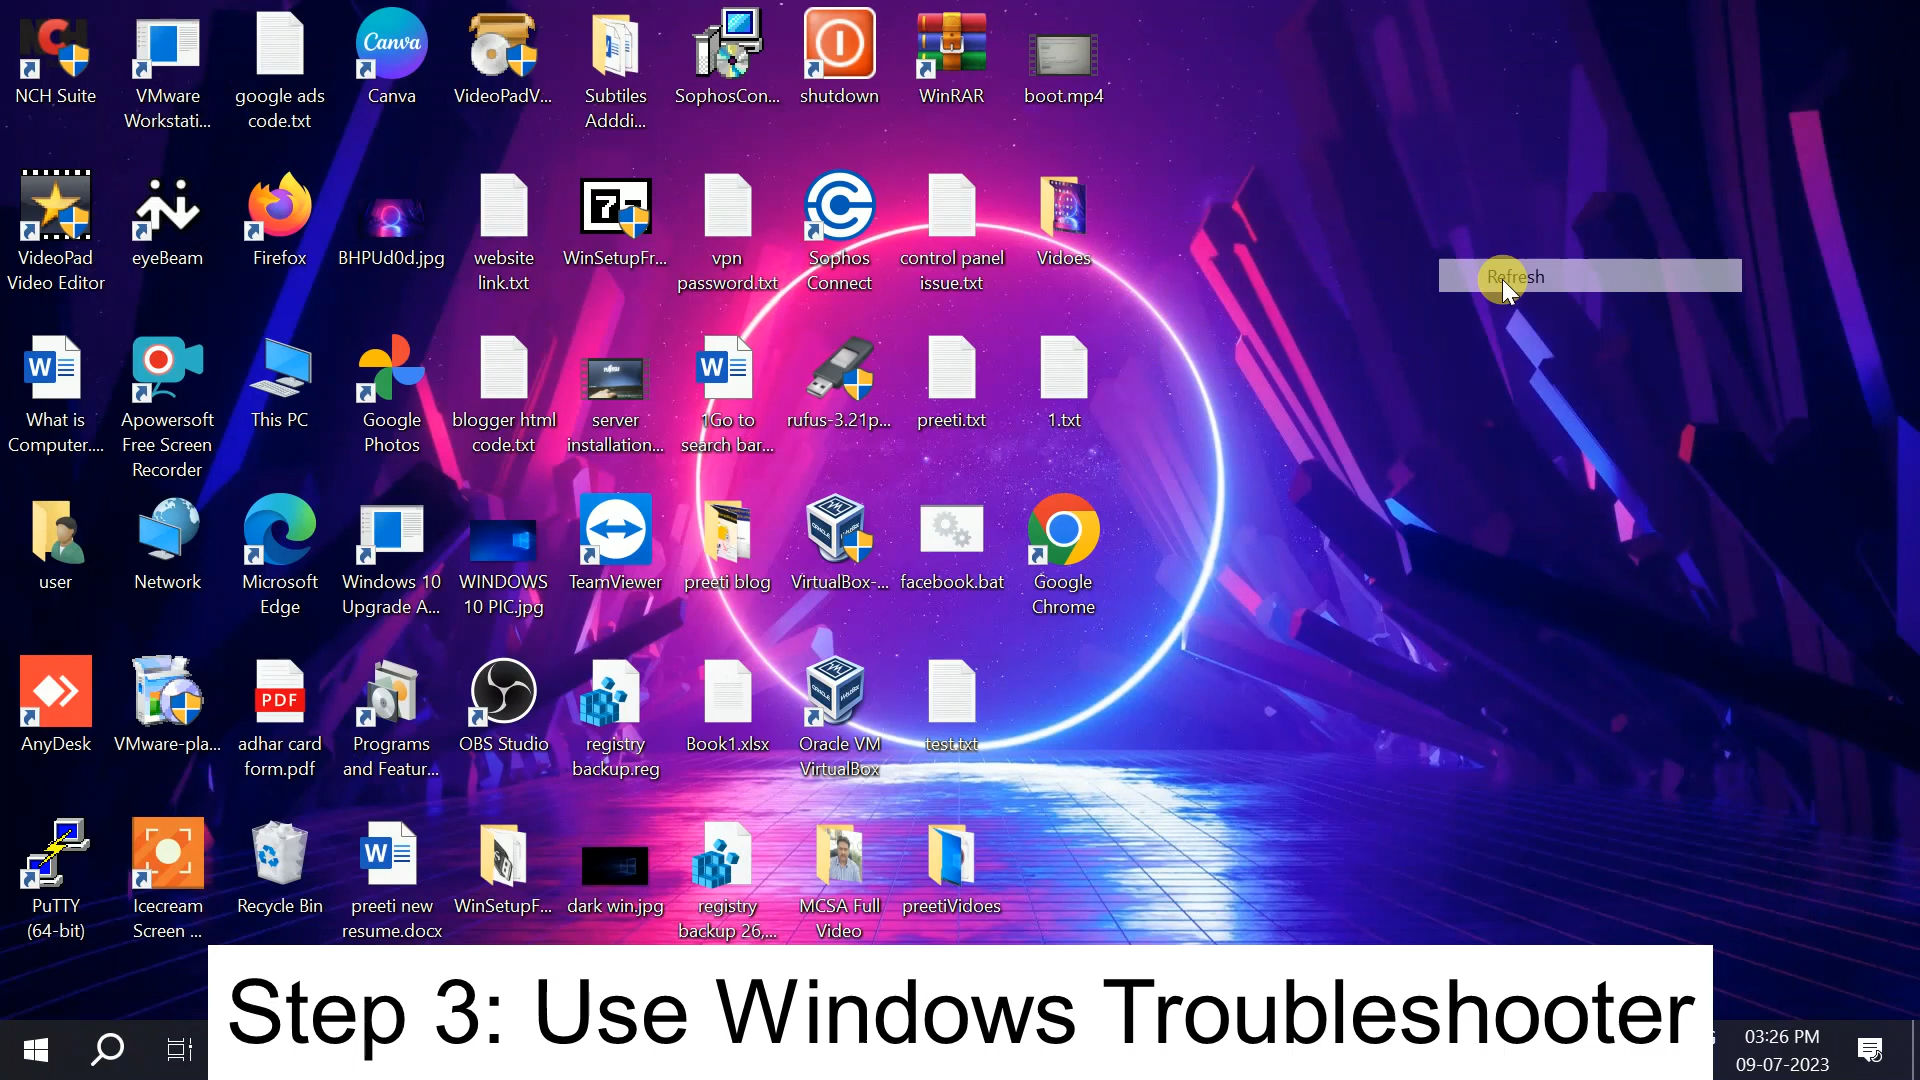 NCH Suite
VMware
Workstati...
google ads
code.txt
Canva
Canva
VideoPadV...
Subtiles
Adddi...
SophosCon...
shutdown
WinRAR
boot.mp4
VideoPad
Video Editor
eyeBeam
Firefox
BHPUd0d.jpg
website
link.txt
WinSetupFr...
vpn
password.txt
Sophos
Connect
control panel
issue.txt
Vidoes
Refresh
What is
Computer....
Apowersoft
Free Screen
Recorder
This PC
Google
Photos
blogger html
code.txt
server
installation...
1Go to
search bar...
rufus-3.21p...
preeti.txt
1.txt
user
Network
Microsoft
Edge
Windows 10
Upgrade A...
WINDOWS
10 PIC.jpg
TeamViewer
preeti blog
VirtualBox-...
facebook.bat
Google
Chrome
AnyDesk
VMware-pla...
PDF
adhar card
form.pdf
Programs
and Featur...
OBS Studio
registry
backup.reg
Book1.xlsx
Oracle VM
VirtualBox
test.txt
PuTTY
(64-bit)
Icecream
Screen ...
Recycle Bin
preeti new
resume.docx
WinSetupF...
dark win.jpg
registry
backup 26,...
MCSA Full
Video
preetiVidoes
Step 3: Use Windows Troubleshooter
03:26 PM
09-07-2023